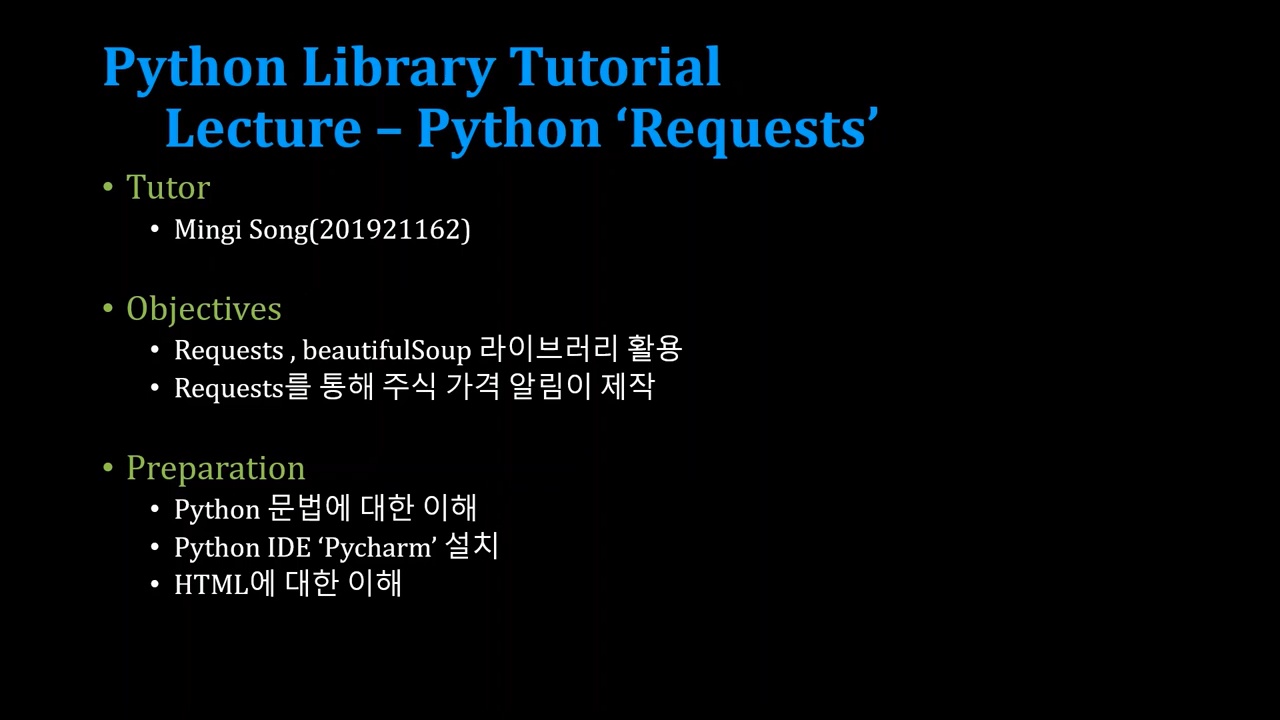 Python Library Tutorial
Lecture – Python ‘Requests’
• Tutor
• Mingi Song(201921162)
• Objectives
• Requests , beautifulSoup 라이브러리 활용
• Requests를 통해 주식 가격 알림이 제작
• Preparation
• Python 문법에 대한 이해
• Python IDE ‘Pycharm’ 설치
• HTML에 대한 이해